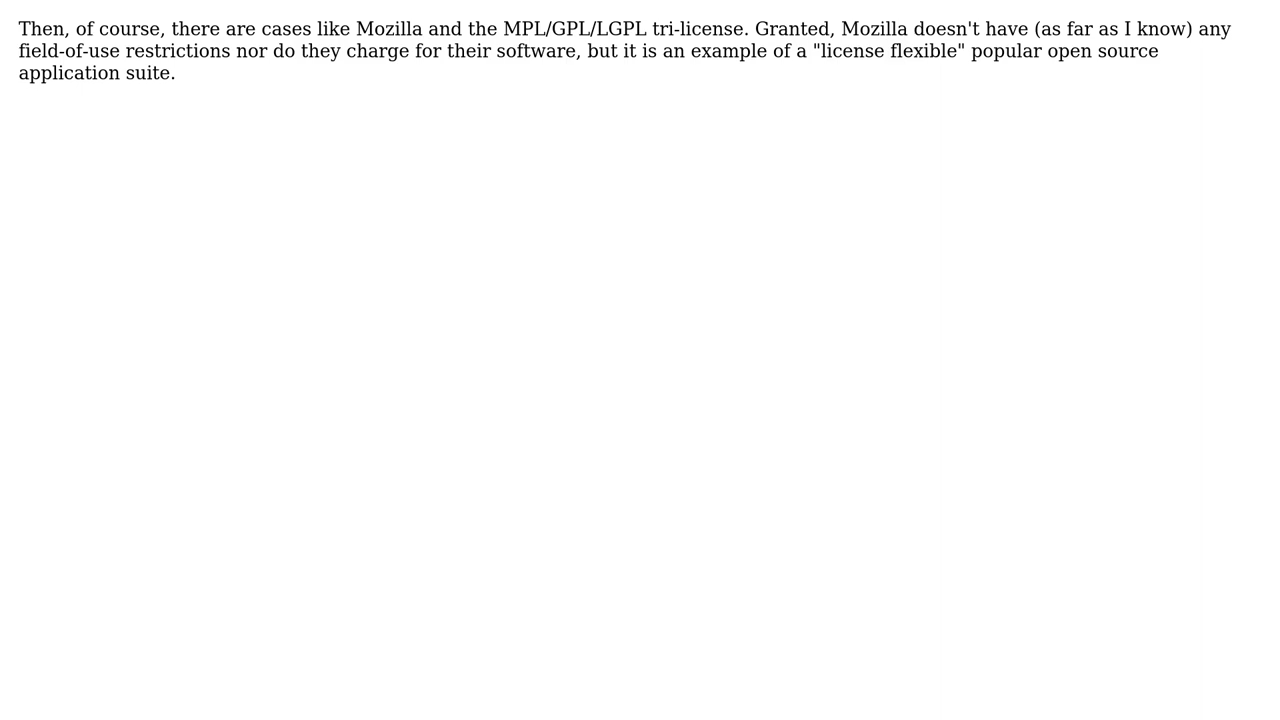 Then, of course, there are cases like Mozilla and the MPL/GPL/LGPL tri-license. Granted, Mozilla doesn't have (as far as I know) any
field-of-use restrictions nor do they charge for their software, but it is an example of a "license flexible" popular open source
application suite.